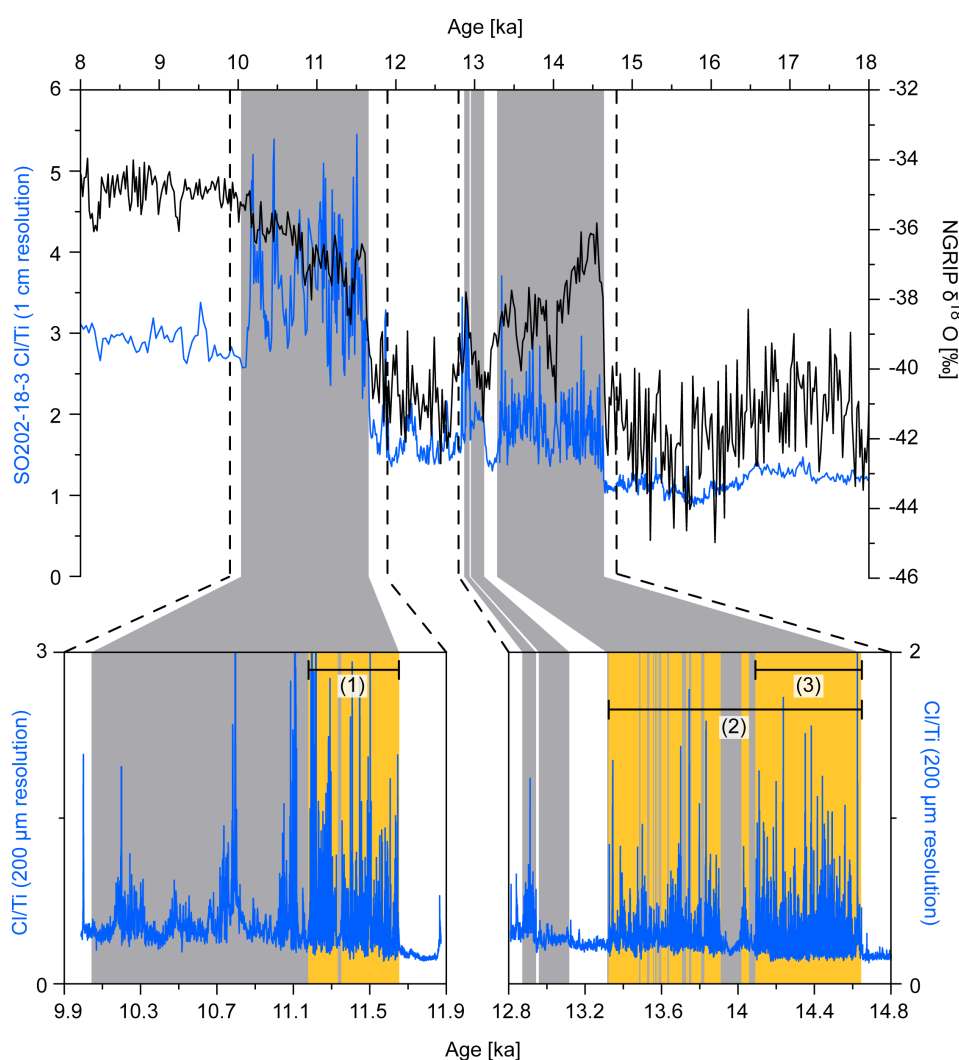 Age [ka]
8 9 10 11 12 13 14 15 16 17 18
6 5 4 3 2 1 0
SO202-18-3 Cl/Ti (1 cm resolution)
-32 -34 -36 -38 -40 -42 -44 -46
NGRIP δ18 O [‰]
3 0
Cl/Ti (200 µm resolution)
(1)
9.9 10.3 10.7 11.1 11.5 11.9
(3)
(2)
2 0
Cl/Ti (200 µm resolution)
12.8 13.2 13.6 14 14.4 14.8
Age [ka]